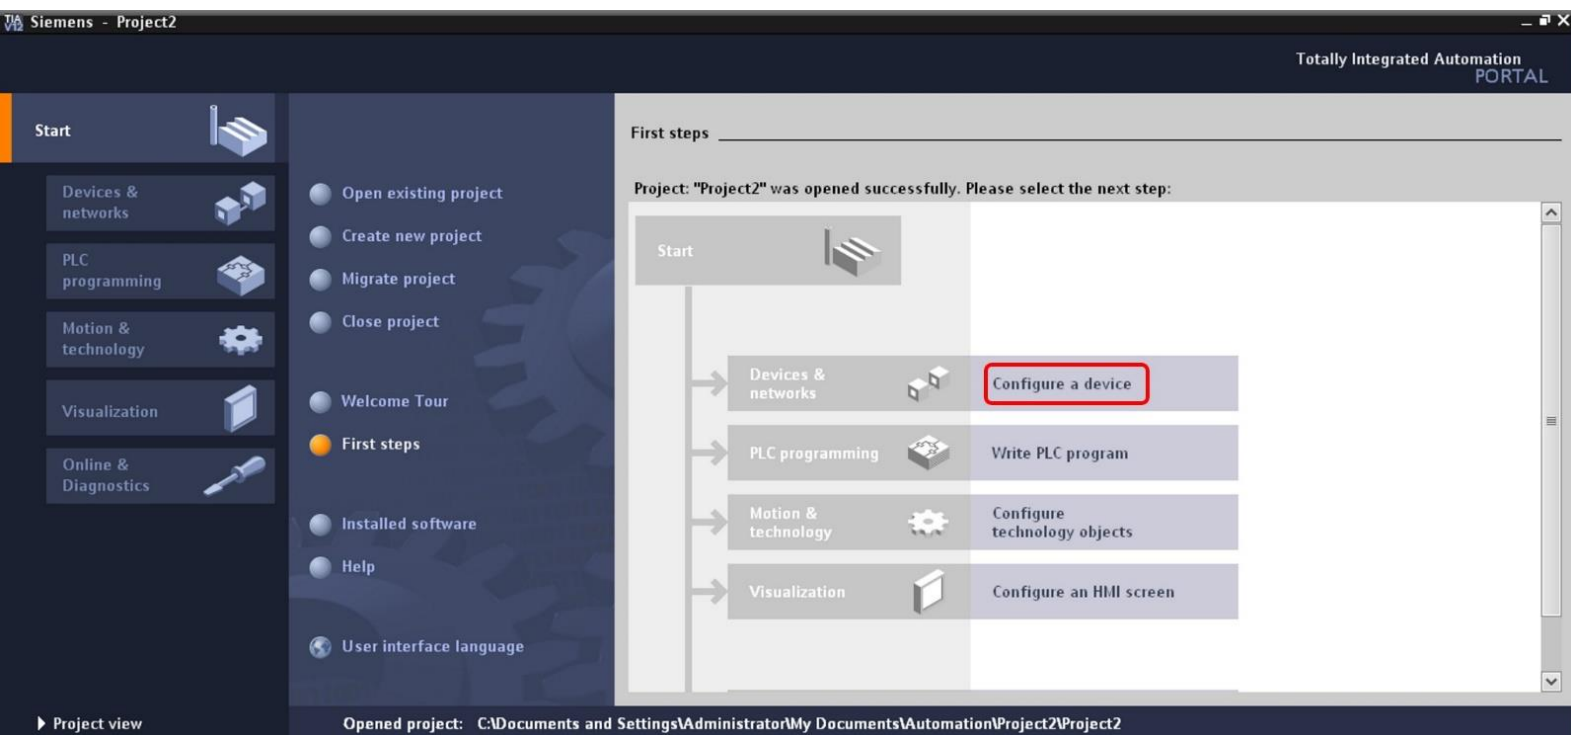 TIA
V12 Siemens - Project2
Totally Integrated Automation
PORTAL
Start
Devices &
networks
PLC
programming
Motion &
technology
Visualization
Online &
Diagnostics
Open existing project
Create new project
Migrate project
Close project
Welcome Tour
First steps
Installed software
Help
User interface language
First steps
Project: "Project2" was opened successfully. Please select the next step:
Start
Devices &
networks
Configure a device
PLC programming
Write PLC program
Motion &
technology
Configure
technology objects
Visualization
Configure an HMI screen
Project view
Opened project: C:\Documents and Settings\Administrator\My Documents\Automation\Project2\Project2